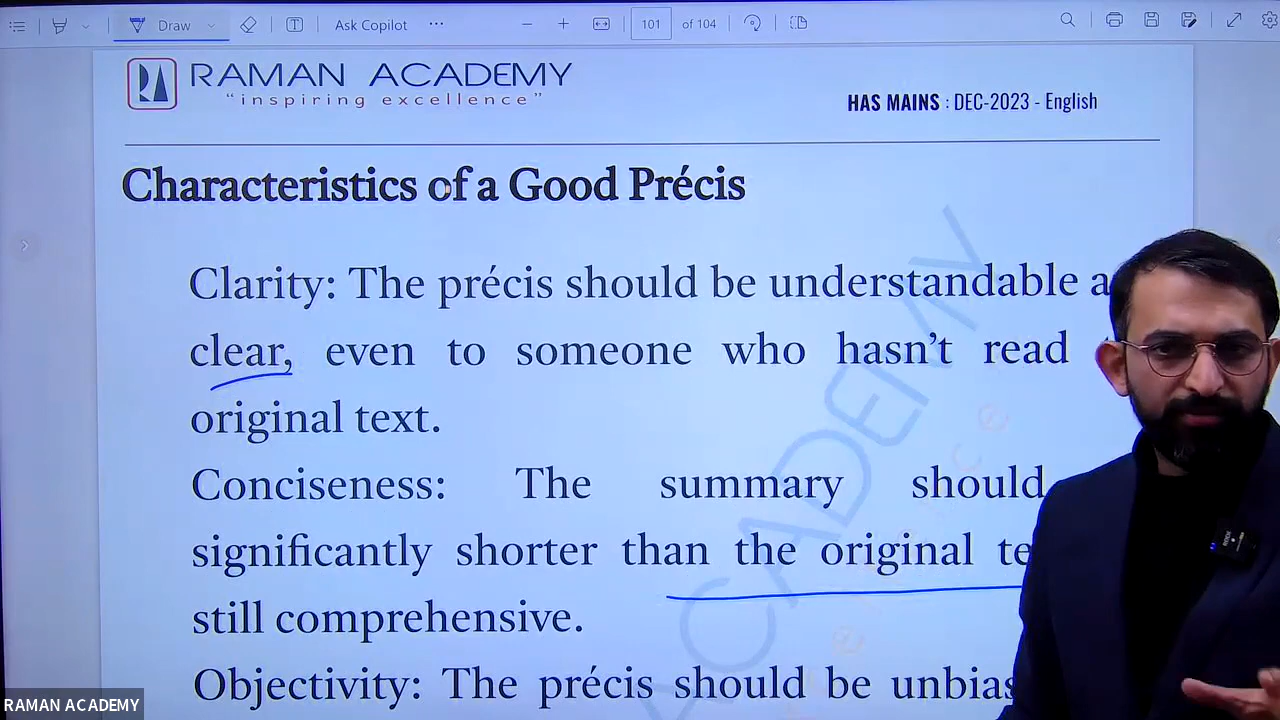 Draw
Ask Copilot
101 of 104
RAMAN ACADEMY
"inspiring excellence"
HAS MAINS : DEC-2023 - English
Characteristics of a Good Précis
Clarity: The précis should be understandable
clear, even to someone who hasn't read
original text.
Conciseness: The summary should
significantly shorter than the original
still comprehensive.
Objectivity: The précis should be
ACADEMY
RAMAN ACADEMY